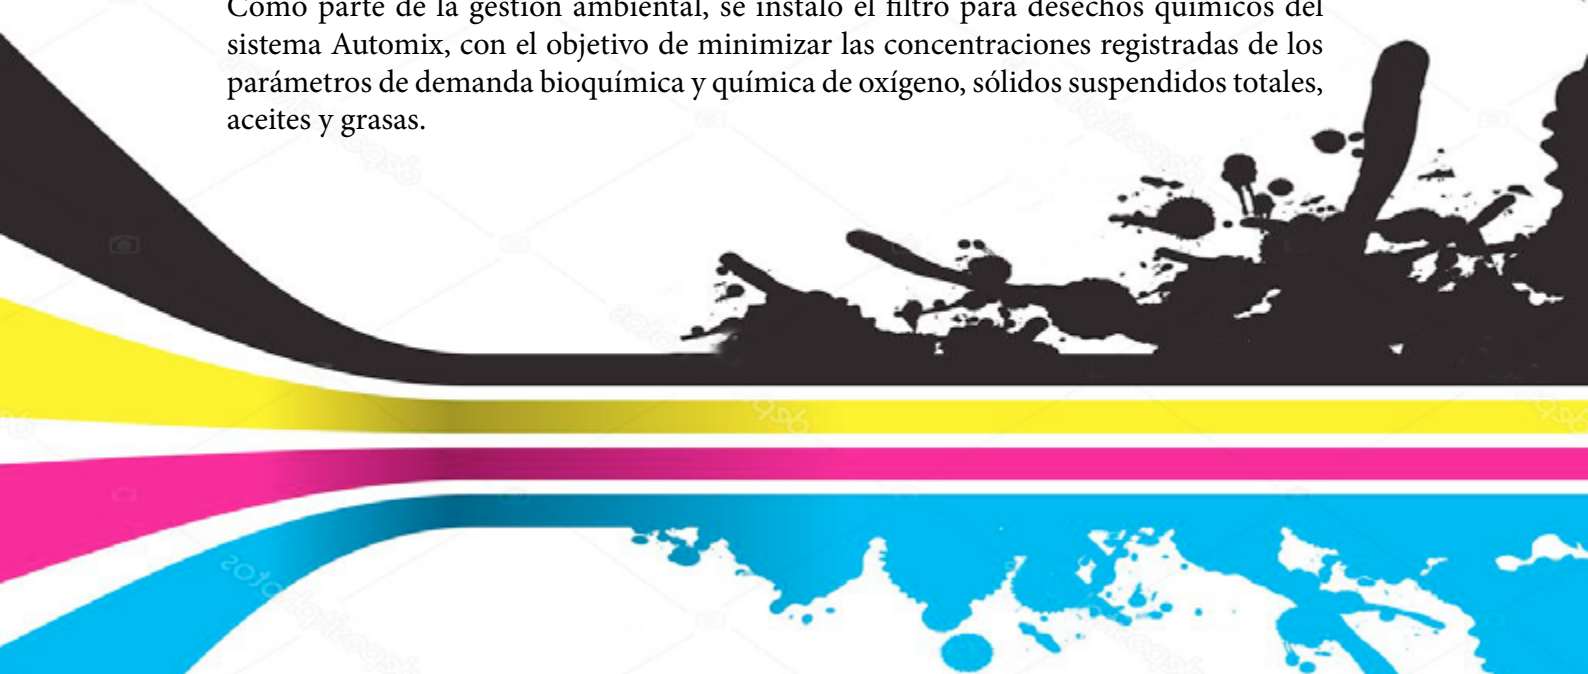 Como parte de la gestión ambiental, se instaló el filtro para desechos químicos del
sistema Automix, con el objetivo de minimizar las concentraciones registradas de los
parámetros de demanda bioquímica y química de oxígeno, sólidos suspendidos totales,
aceites y grasas.